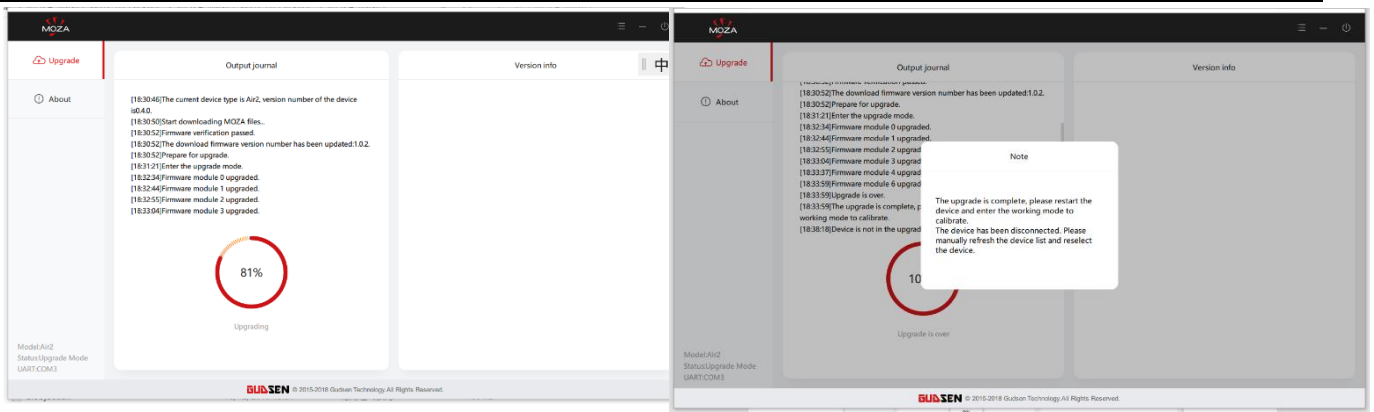 MOZA
Upgrade
About
Output journal
Version info
中
[18:30:46]The current device type is Air2, version number of the device
is0.4.0.
[18:30:50]Start downloading MOZA files...
[18:30:52]Firmware verification passed.
[18:30:52]The download firmware version number has been updated:1.0.2.
[18:30:52]Prepare for upgrade.
[18:31:21]Enter the upgrade mode.
[18:32:34]Firmware module 0 upgraded.
[18:32:44]Firmware module 1 upgraded.
[18:32:55]Firmware module 2 upgraded.
[18:33:04]Firmware module 3 upgraded.
81%
Upgrading
Model:Air2
Status:Upgrade Mode
UART:COM3
GUDSEN © 2015-2018 Gudsen Technology.All Rights Reserved.
MOZA
Upgrade
About
Output journal
Version info
[18:30:52]Firmware verification passed.
[18:30:52]The download firmware version number has been updated:1.0.2.
[18:30:52]Prepare for upgrade.
[18:31:21]Enter the upgrade mode.
[18:32:34]Firmware module 0 upgraded.
[18:32:44]Firmware module 1 upgraded.
[18:32:55]Firmware module 2 upgrad
[18:33:04]Firmware module 3 upgrad
[18:33:37]Firmware module 4 upgrad
[18:33:59]Firmware module 6 upgrad
[18:33:59]Upgrade is over.
[18:33:59]The upgrade is complete, p
working mode to calibrate.
[18:38:18]Device is not in the upgrad
10
Upgrade is over
Note
The upgrade is complete, please restart the
device and enter the working mode to
calibrate.
The device has been disconnected. Please
manually refresh the device list and reselect
the device.
Model:Air2
Status:Upgrade Mode
UART:COM3
GUDSEN © 2015-2018 Gudsen Technology.All Rights Reserved.